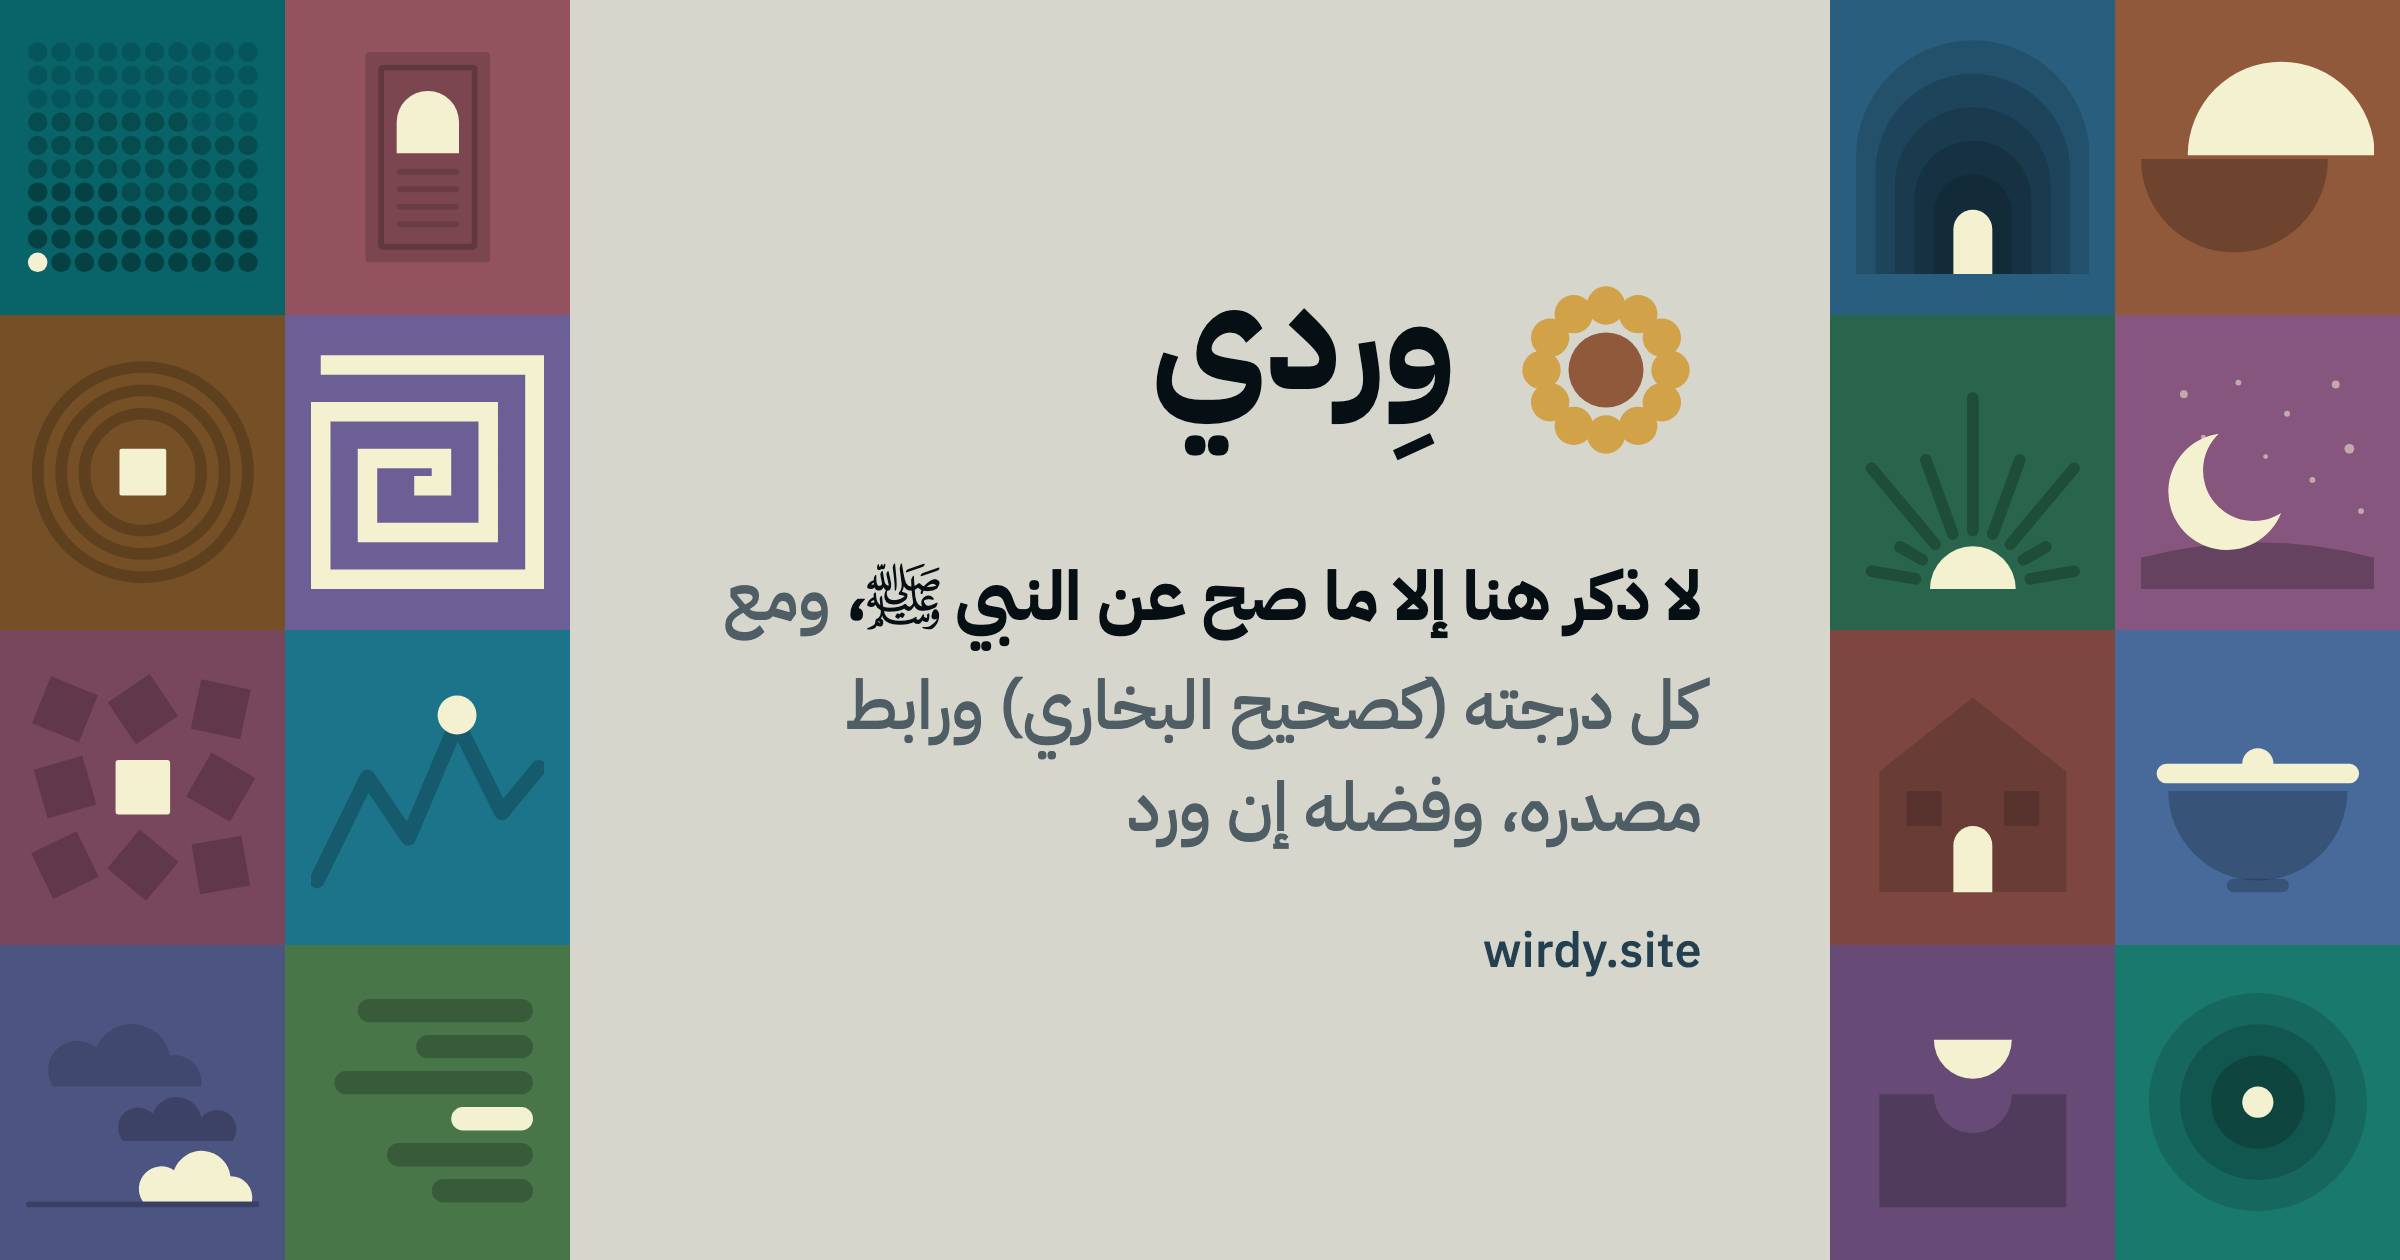 وِردي
لا ذكر هنا إلا ما صح عن النبي ﷺ، ومع
كل درجته (كصحيح البخاري) ورابط
مصدره، وفضله إن ورد
wirdy.site